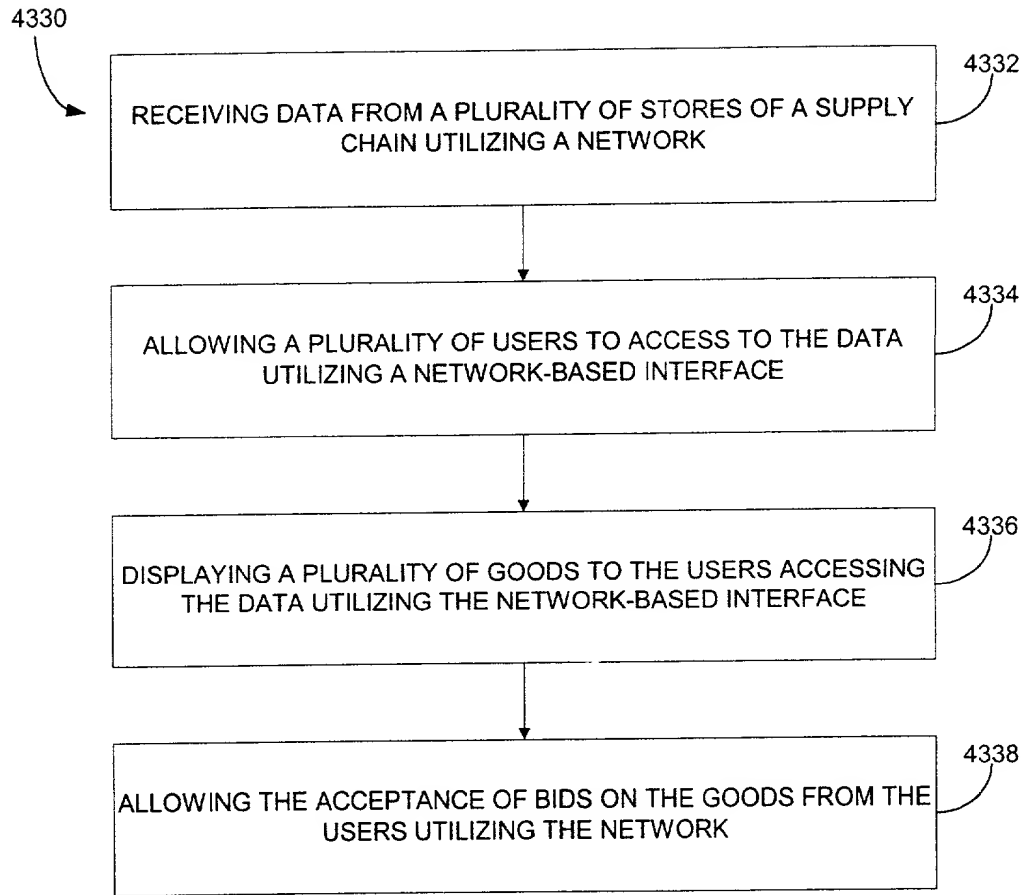 4330
4332
RECEIVING DATA FROM A PLURALITY OF STORES OF A SUPPLY
CHAIN UTILIZING A NETWORK
4334
ALLOWING A PLURALITY OF USERS TO ACCESS TO THE DATA
UTILIZING A NETWORK-BASED INTERFACE
4336
DISPLAYING A PLURALITY OF GOODS TO THE USERS ACCESSING
THE DATA UTILIZING THE NETWORK-BASED INTERFACE
4338
ALLOWING THE ACCEPTANCE OF BIDS ON THE GOODS FROM THE
USERS UTILIZING THE NETWORK